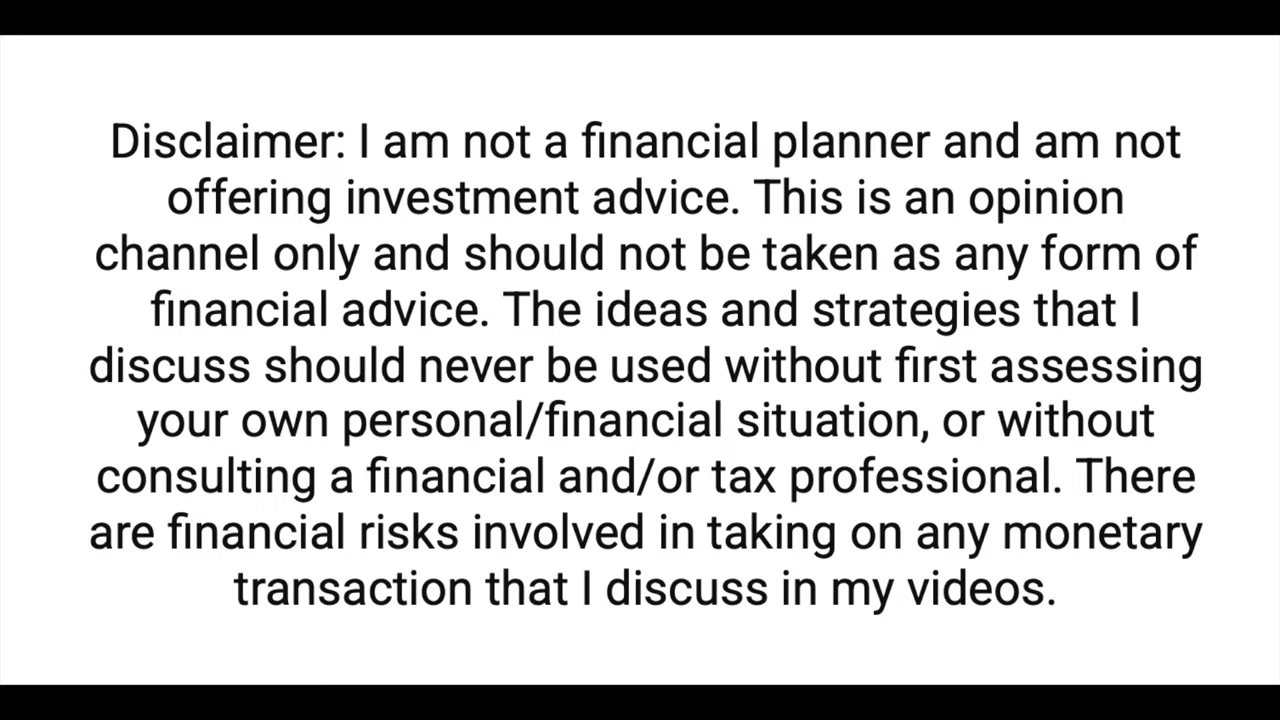 Disclaimer: I am not a financial planner and am not
offering investment advice. This is an opinion
channel only and should not be taken as any form of
financial advice. The ideas and strategies that I
discuss should never be used without first assessing
your own personal/financial situation, or without
consulting a financial and/or tax professional. There
are financial risks involved in taking on any monetary
transaction that I discuss in my videos.